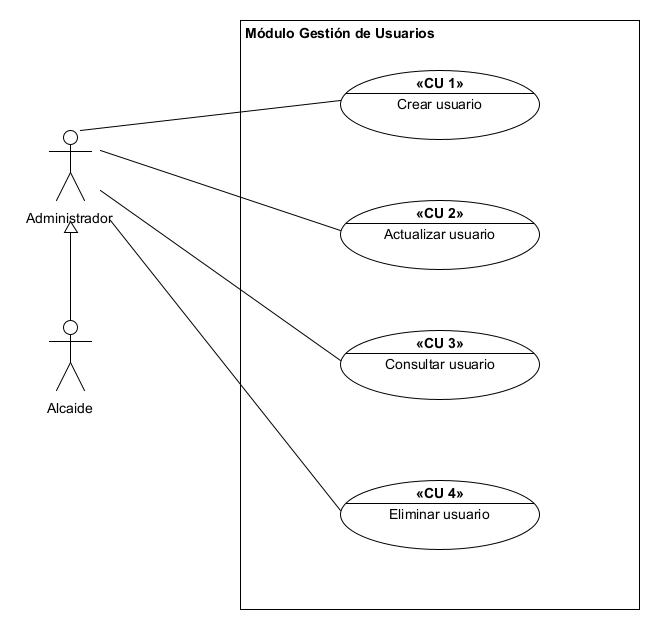 Módulo Gestión de Usuarios
«CU 1»
Crear usuario
«CU 2»
Actualizar usuario
Administrador
«CU 3»
Consultar usuario
Alcaide
«CU 4»
Eliminar usuario